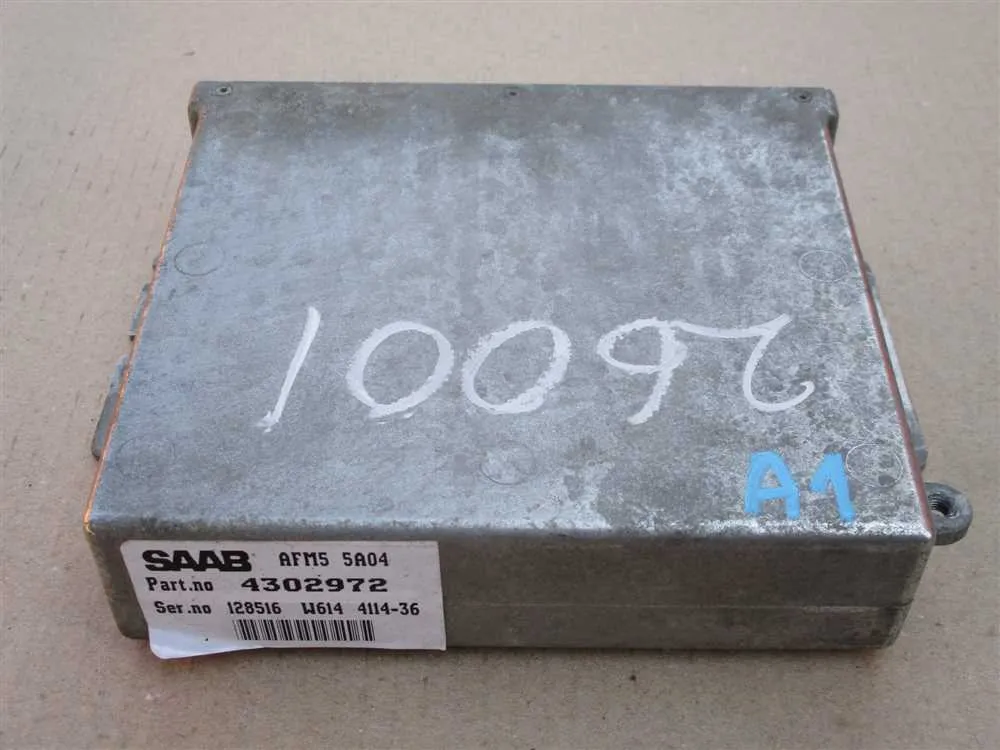 10092
A1
SAAB AFM5 5A04
Part.no 4302972
Ser.no 128516 W614 4114-36